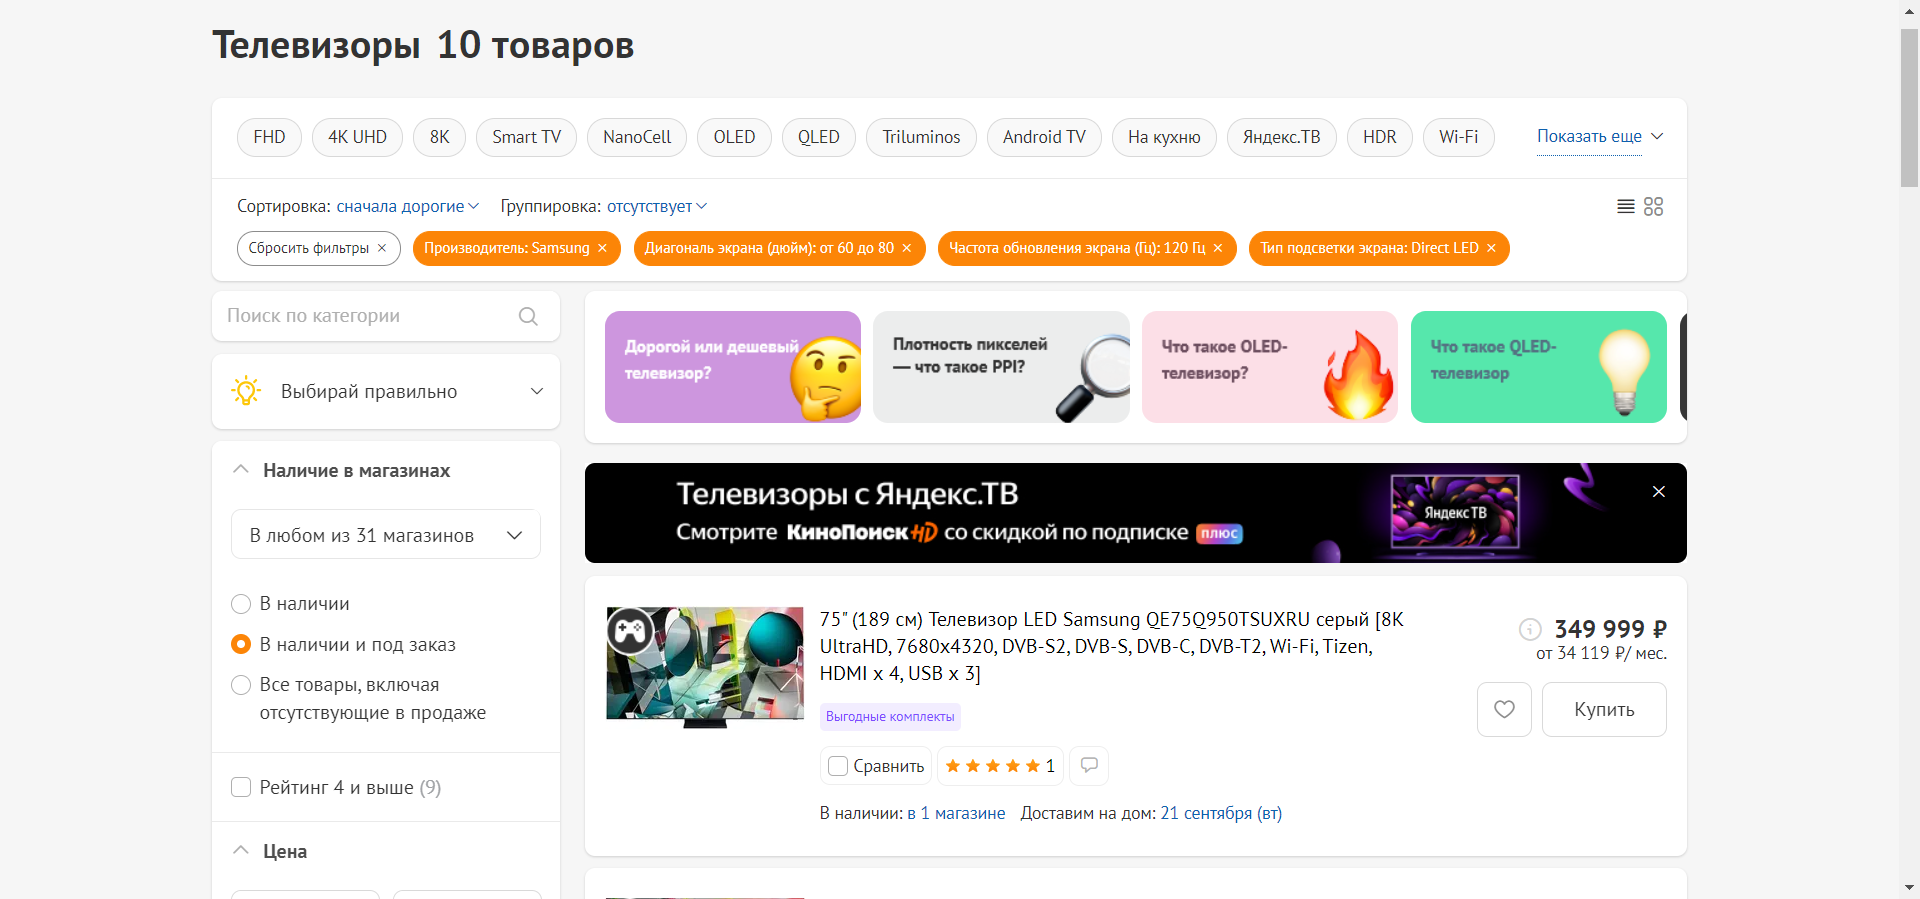 Телевизоры 10 товаров
FHD
4K UHD
8K
Smart TV
NanoCell
OLED
QLED
Triluminos
Android TV
На кухню
Яндекс.ТВ
HDR
Wi-Fi
Показать еще
Сортировка: сначала дорогие
Группировка: отсутствует
Сбросить фильтры ×
Производитель: Samsung ×
Диагональ экрана (дюйм): от 60 до 80 ×
Частота обновления экрана (Гц): 120 Гц ×
Тип подсветки экрана: Direct LED ×
Поиск по категории
Выбирай правильно
Наличие в магазинах
В любом из 31 магазинов
В наличии
В наличии и под заказ
Все товары, включая
отсутствующие в продаже
Рейтинг 4 и выше (9)
Цена
Дорогой или дешевый
телевизор?
Плотность пикселей
— что такое PPI?
Что такое OLED-
телевизор?
Что такое QLED-
телевизор
Телевизоры с Яндекс.ТВ
Смотрите КиноПоиск HD со скидкой по подписке плюс
Яндекс ТВ
75" (189 см) Телевизор LED Samsung QE75Q950TSUXRU серый [8K
UltraHD, 7680x4320, DVB-S2, DVB-S, DVB-C, DVB-T2, Wi-Fi, Tizen,
HDMI x 4, USB x 3]
Выгодные комплекты
Сравнить
1
В наличии: в 1 магазине Доставим на дом: 21 сентября (вт)
349 999 ₽
от 34 119 ₽/ мес.
Купить